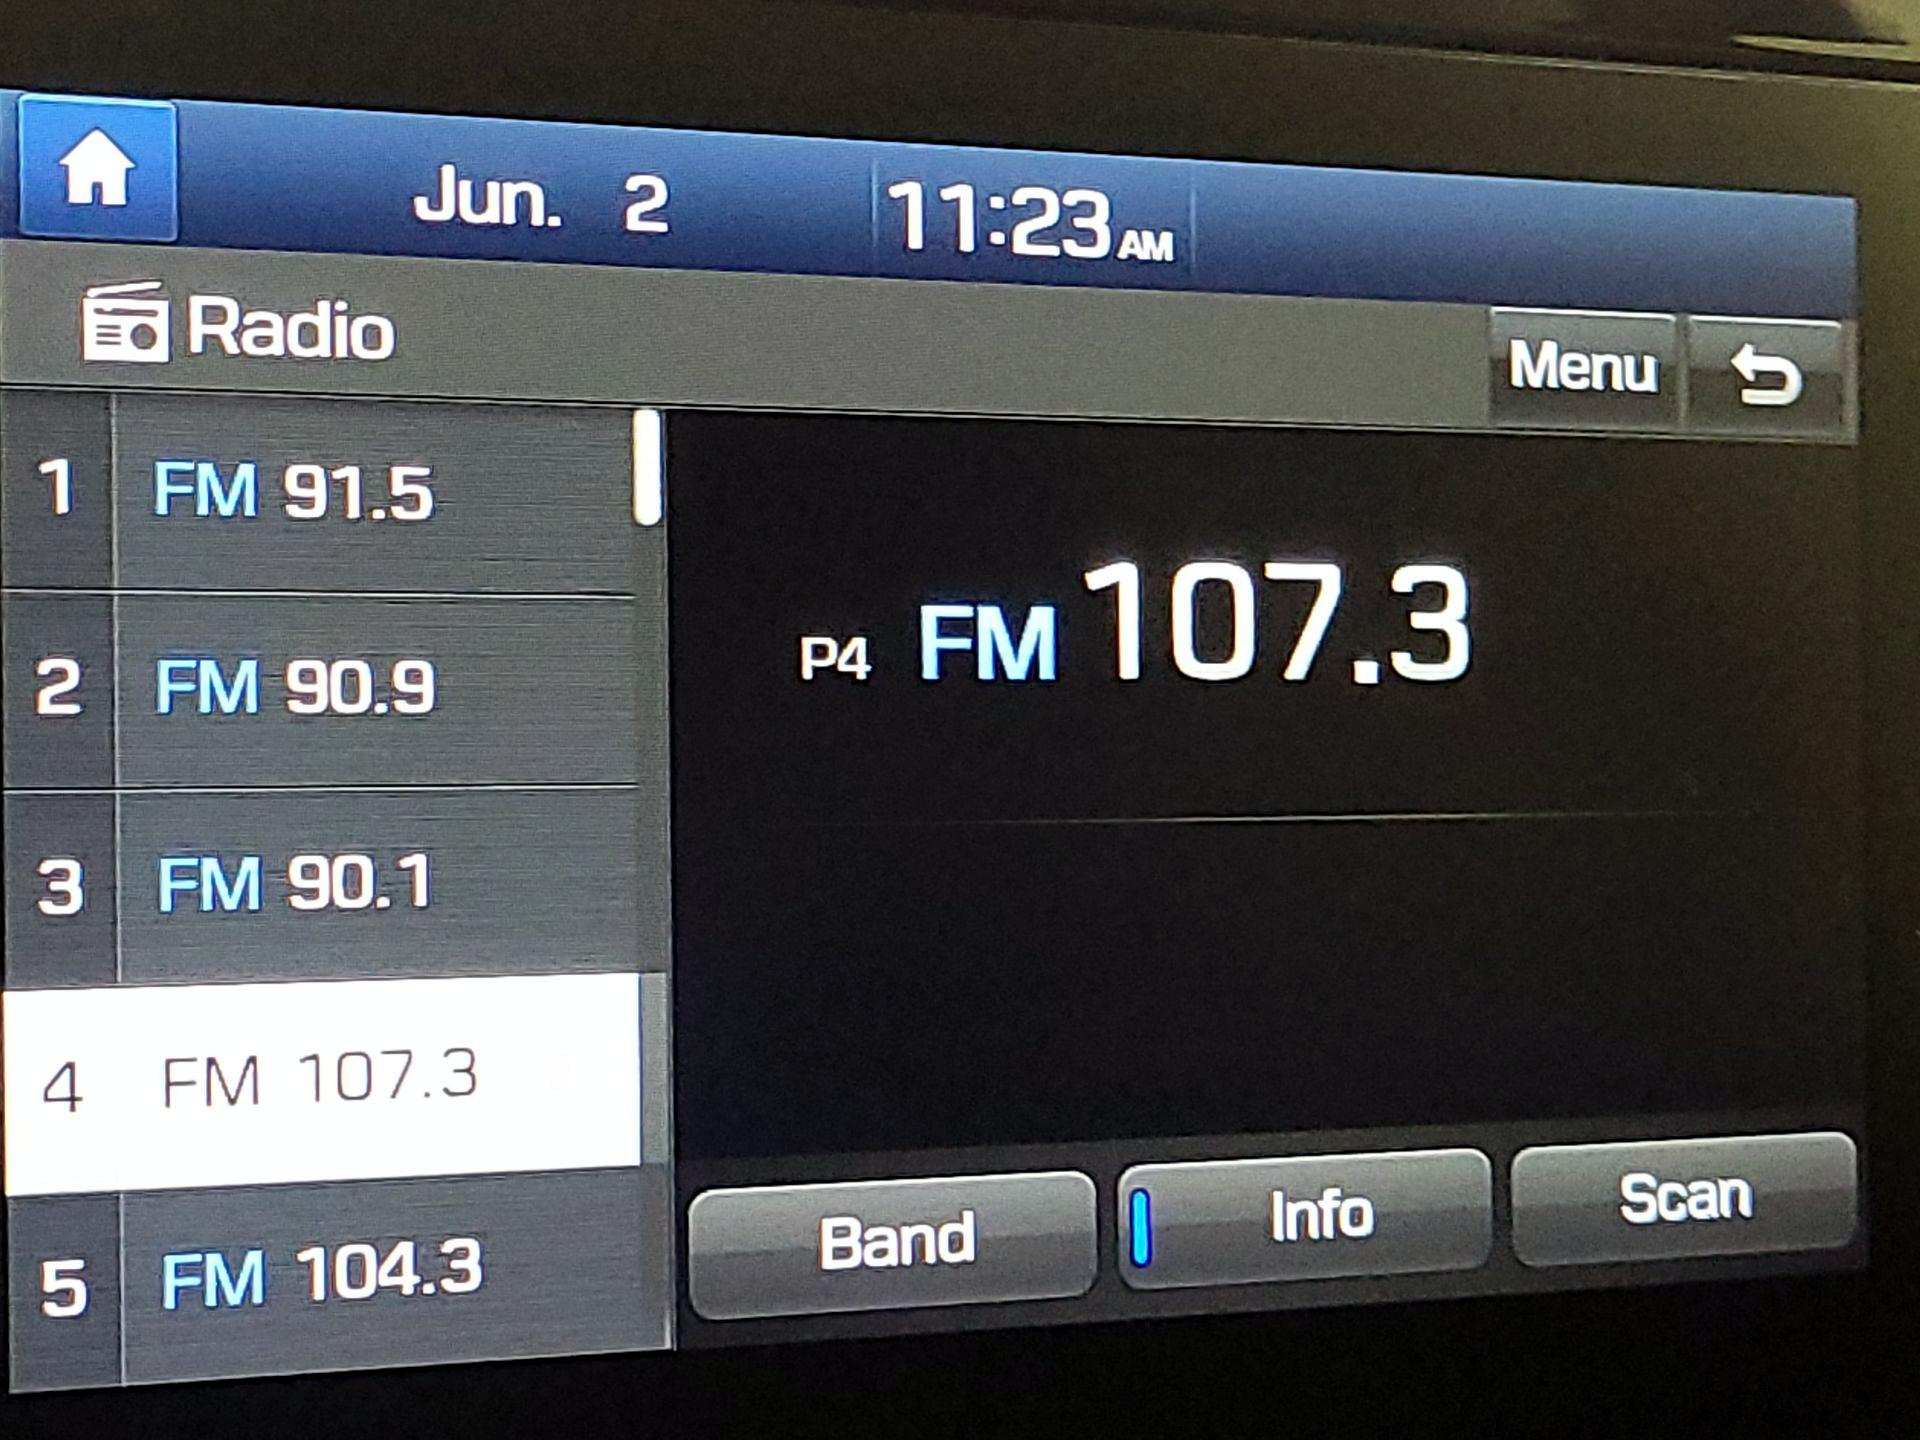 Jun. 2 11:23 AM
Radio
Menu
1 FM 91.5
2 FM 90.9
3 FM 90.1
4 FM 107.3
5 FM 104.3
P4 FM 107.3
Band
Info
Scan